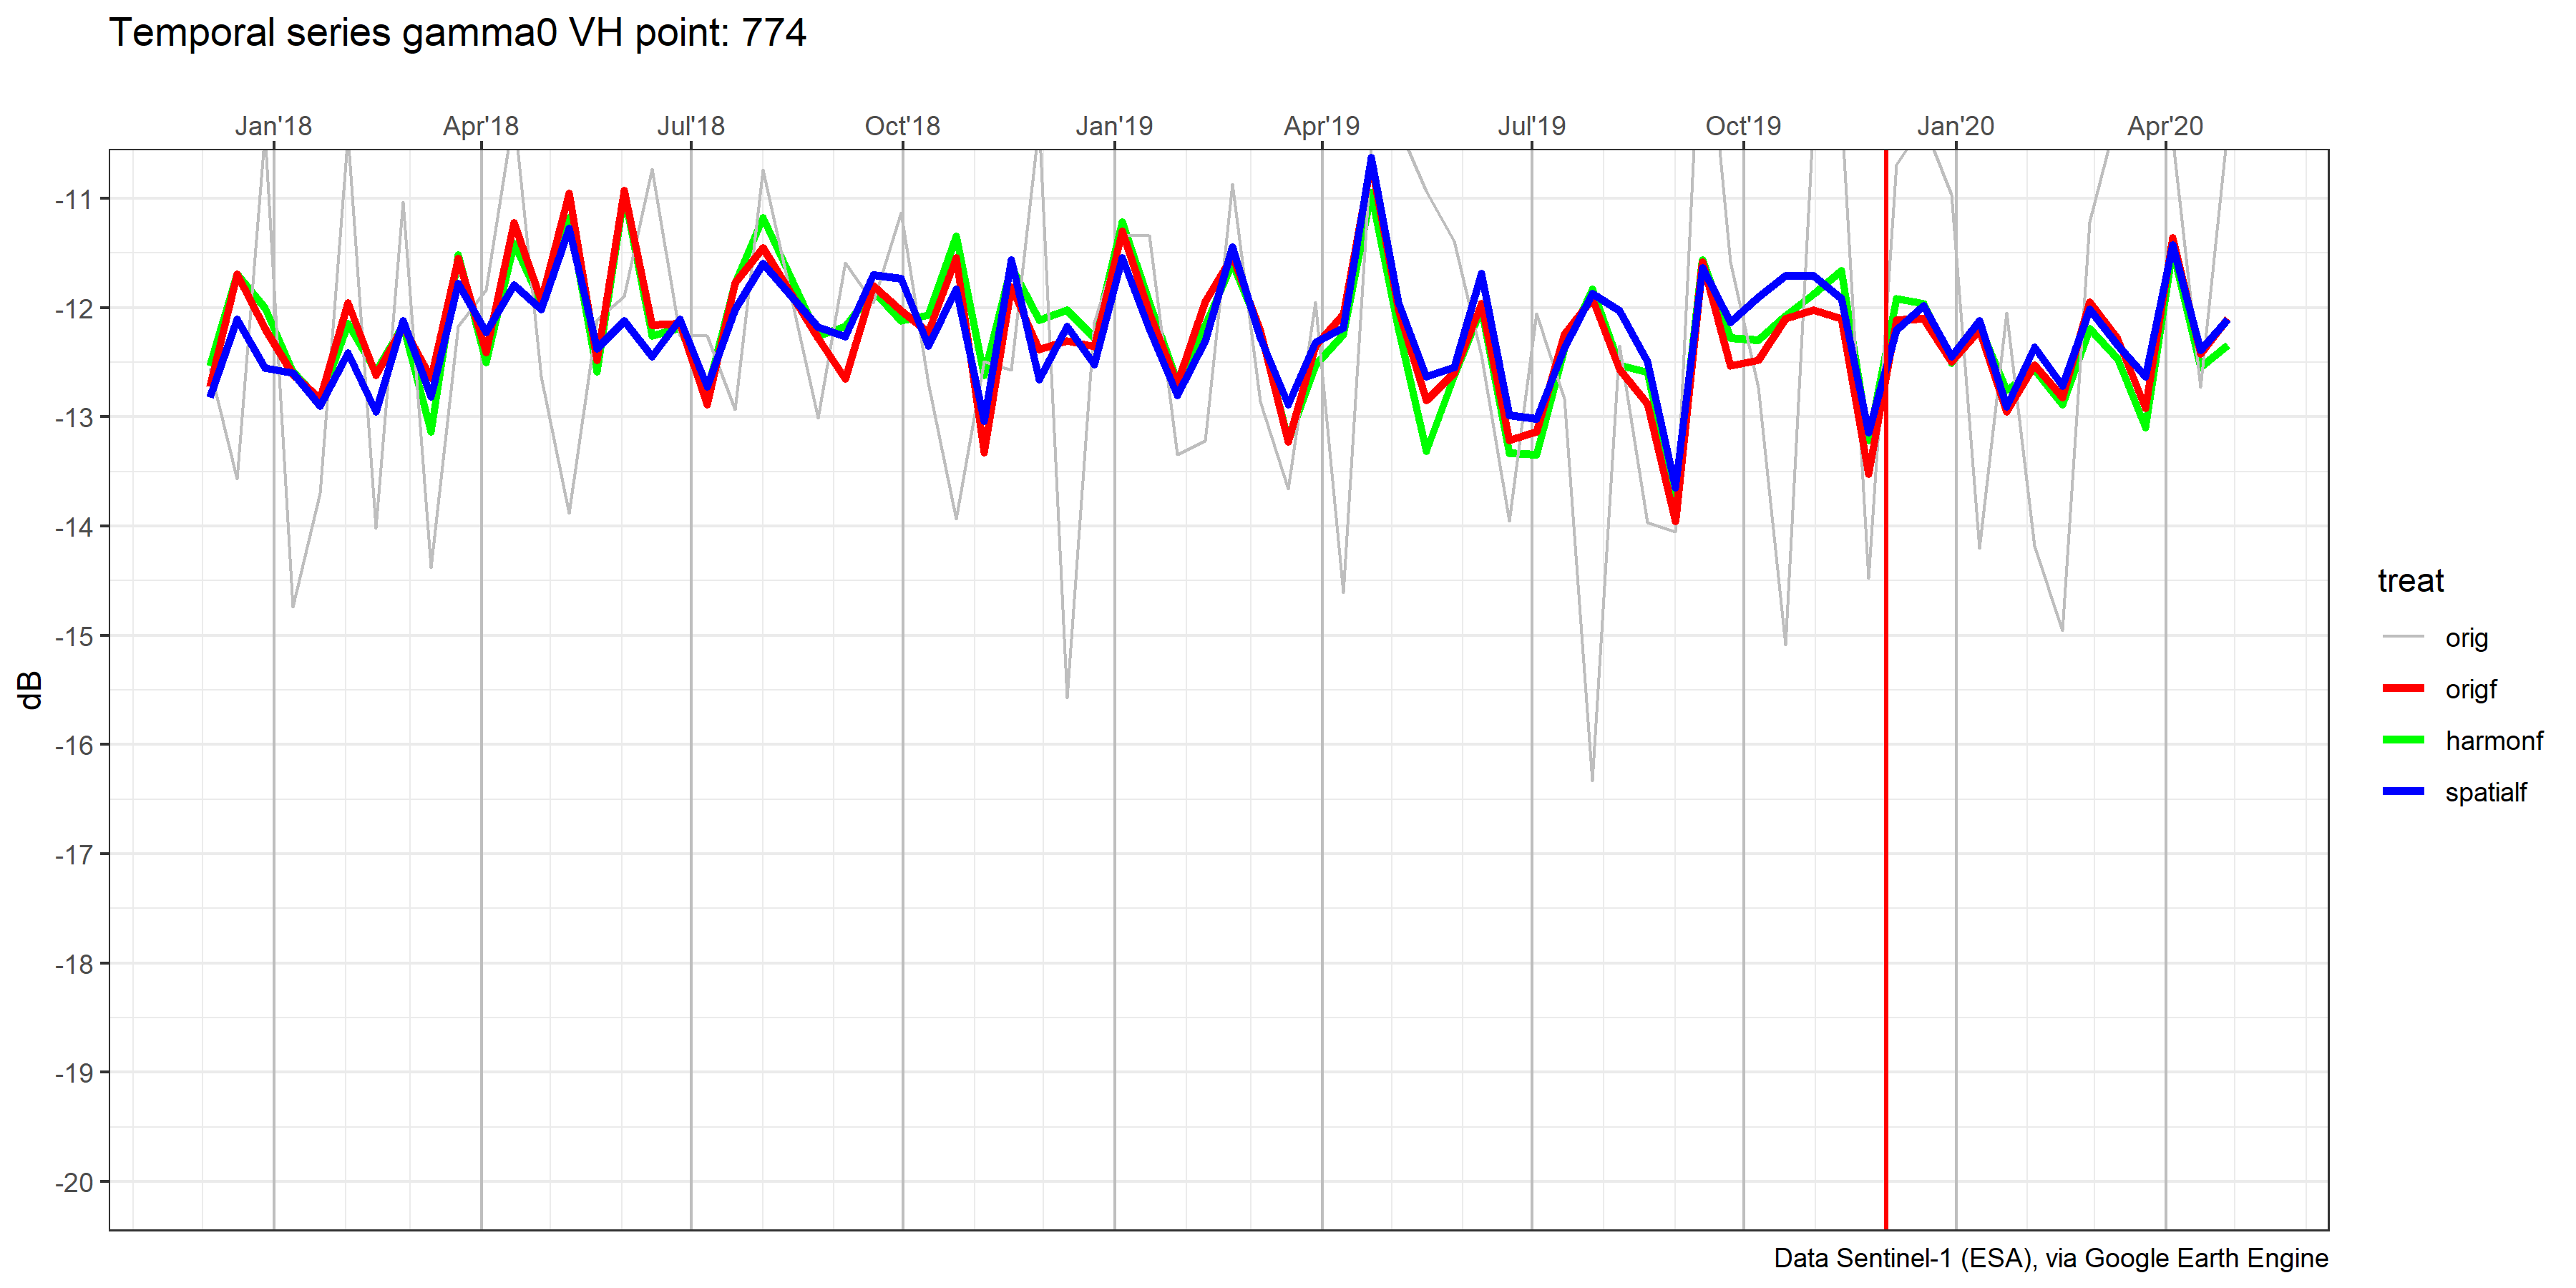 Temporal series gamma0 VH point: 774
Jan'18 Apr'18 Jul'18 Oct'18 Jan'19 Apr'19 Jul'19 Oct'19 Jan'20 Apr'20
-11
-12
-13
-14
-15
-16
-17
-18
-19
-20
dB
treat
orig
origf
harmonf
spatialf
Data Sentinel-1 (ESA), via Google Earth Engine